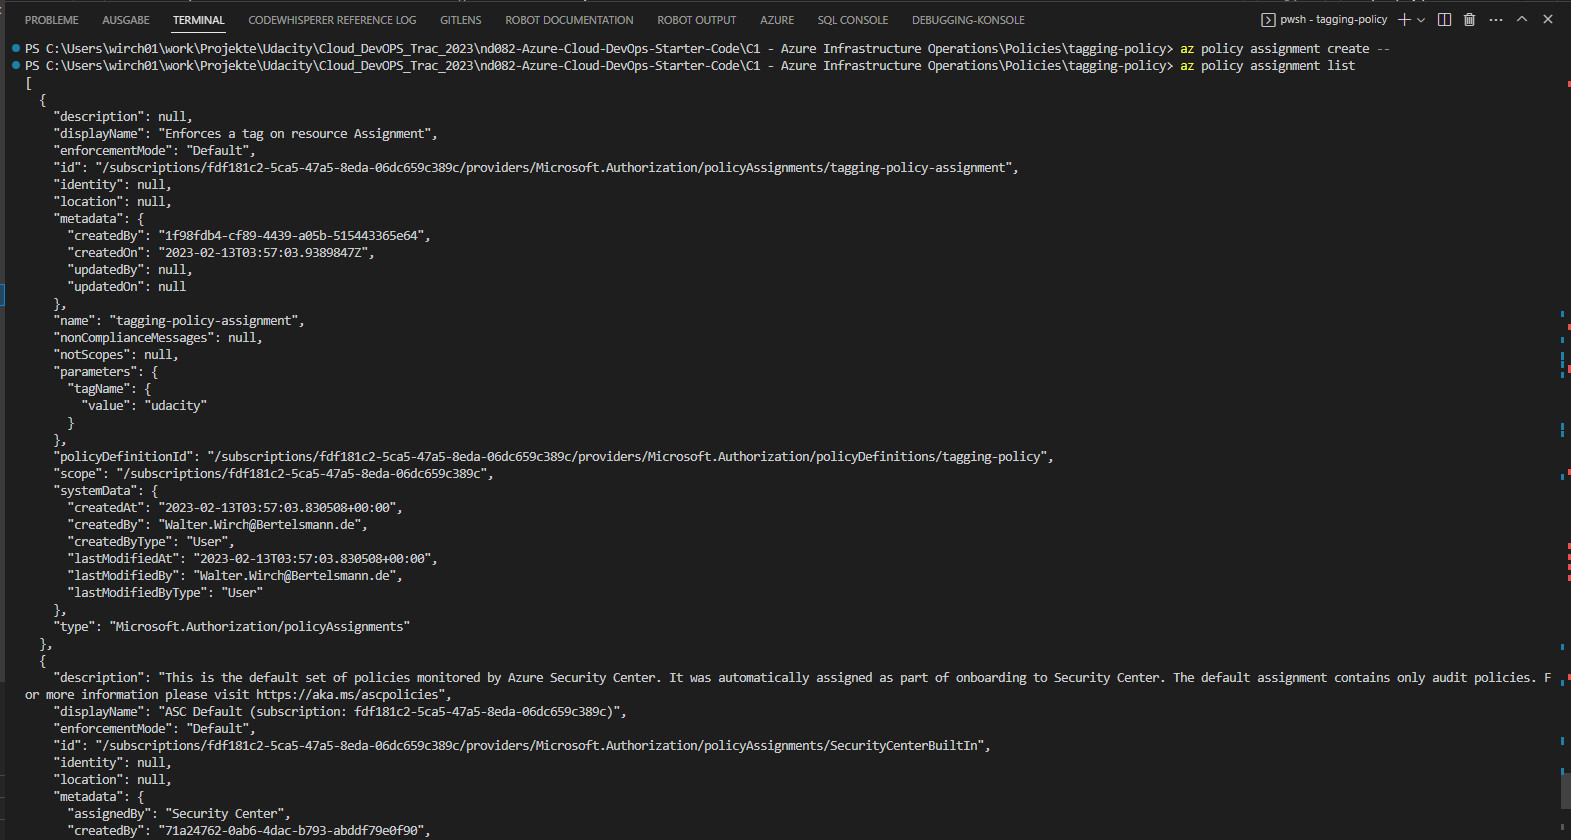 PROBLEME AUSGABE TERMINAL CODEWHISPERER REFERENCE LOG GITLENS ROBOT DOCUMENTATION ROBOT OUTPUT AZURE SQL CONSOLE DEBUGGING-KONSOLE pwsh - tagging-policy
PS C:\Users\wirch01\work\Projekte\Udacity\Cloud_DevOPS_Trac_2023\nd082-Azure-Cloud-DevOps-Starter-Code\C1 - Azure Infrastructure Operations\Policies\tagging-policy> az policy assignment create --
PS C:\Users\wirch01\work\Projekte\Udacity\Cloud_DevOPS_Trac_2023\nd082-Azure-Cloud-DevOps-Starter-Code\C1 - Azure Infrastructure Operations\Policies\tagging-policy> az policy assignment list
[
  {
    "description": null,
    "displayName": "Enforces a tag on resource Assignment",
    "enforcementMode": "Default",
    "id": "/subscriptions/fdf181c2-5ca5-47a5-8eda-06dc659c389c/providers/Microsoft.Authorization/policyAssignments/tagging-policy-assignment",
    "identity": null,
    "location": null,
    "metadata": {
      "createdBy": "1f98fdb4-cf89-4439-a05b-515443365e64",
      "createdOn": "2023-02-13T03:57:03.9389847Z",
      "updatedBy": null,
      "updatedOn": null
    },
    "name": "tagging-policy-assignment",
    "nonComplianceMessages": null,
    "notScopes": null,
    "parameters": {
      "tagName": {
        "value": "udacity"
      }
    },
    "policyDefinitionId": "/subscriptions/fdf181c2-5ca5-47a5-8eda-06dc659c389c/providers/Microsoft.Authorization/policyDefinitions/tagging-policy",
    "scope": "/subscriptions/fdf181c2-5ca5-47a5-8eda-06dc659c389c",
    "systemData": {
      "createdAt": "2023-02-13T03:57:03.830508+00:00",
      "createdBy": "Walter.Wirch@Bertelsmann.de",
      "createdByType": "User",
      "lastModifiedAt": "2023-02-13T03:57:03.830508+00:00",
      "lastModifiedBy": "Walter.Wirch@Bertelsmann.de",
      "lastModifiedByType": "User"
    },
    "type": "Microsoft.Authorization/policyAssignments"
  },
  {
    "description": "This is the default set of policies monitored by Azure Security Center. It was automatically assigned as part of onboarding to Security Center. The default assignment contains only audit policies. F
or more information please visit https://aka.ms/ascpolicies",
    "displayName": "ASC Default (subscription: fdf181c2-5ca5-47a5-8eda-06dc659c389c)",
    "enforcementMode": "Default",
    "id": "/subscriptions/fdf181c2-5ca5-47a5-8eda-06dc659c389c/providers/Microsoft.Authorization/policyAssignments/SecurityCenterBuiltIn",
    "identity": null,
    "location": null,
    "metadata": {
      "assignedBy": "Security Center",
      "createdBy": "71a24762-0ab6-4dac-b793-abddf79e0f90",